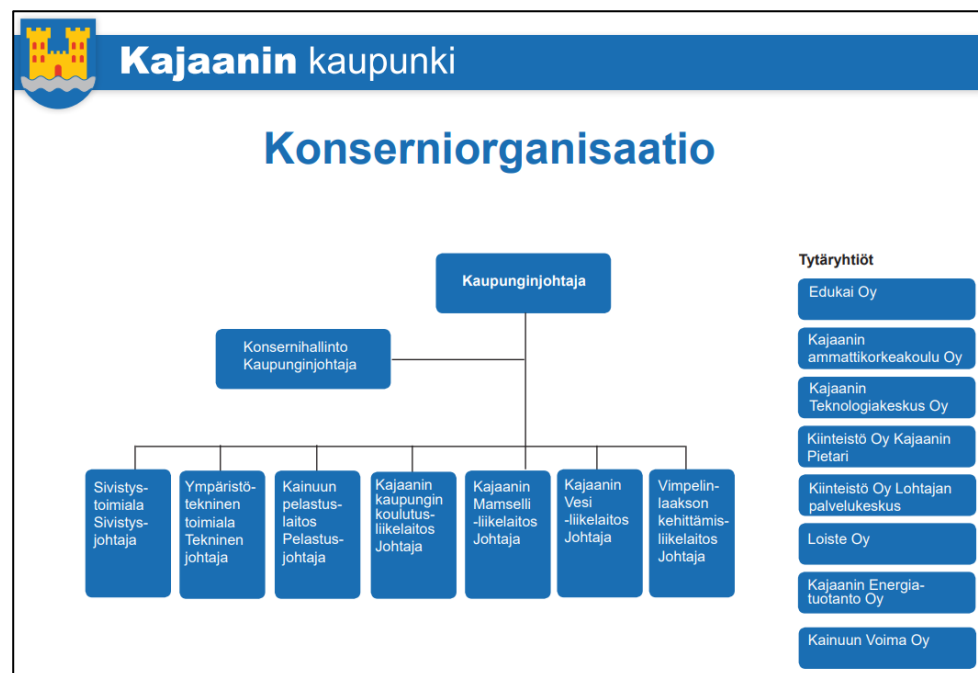 Kajaanin kaupunki
Konserniorganisaatio
Kaupunginjohtaja
Konsernihallinto
Kaupunginjohtaja
Sivistys-
toimiala
Sivistys-
johtaja
Ympäristö-
tekninen
toimiala
Tekninen
johtaja
Kainuun
pelastus-
laitos
Pelastus-
johtaja
Kajaanin
kaupungin
koulutus-
liikelaitos
Johtaja
Kajaanin
Mamselli
-liikelaitos
Johtaja
Kajaanin
Vesi
-liikelaitos
Johtaja
Vimpelin-
laakson
kehittämis-
liikelaitos
Johtaja
Tytäryhtiöt
Edukai Oy
Kajaanin
ammattikorkeakoulu Oy
Kajaanin
Teknologiakeskus Oy
Kiinteistö Oy Kajaanin
Pietari
Kiinteistö Oy Lohtajan
palvelukeskus
Loiste Oy
Kajaanin Energia-
tuotanto Oy
Kainuun Voima Oy